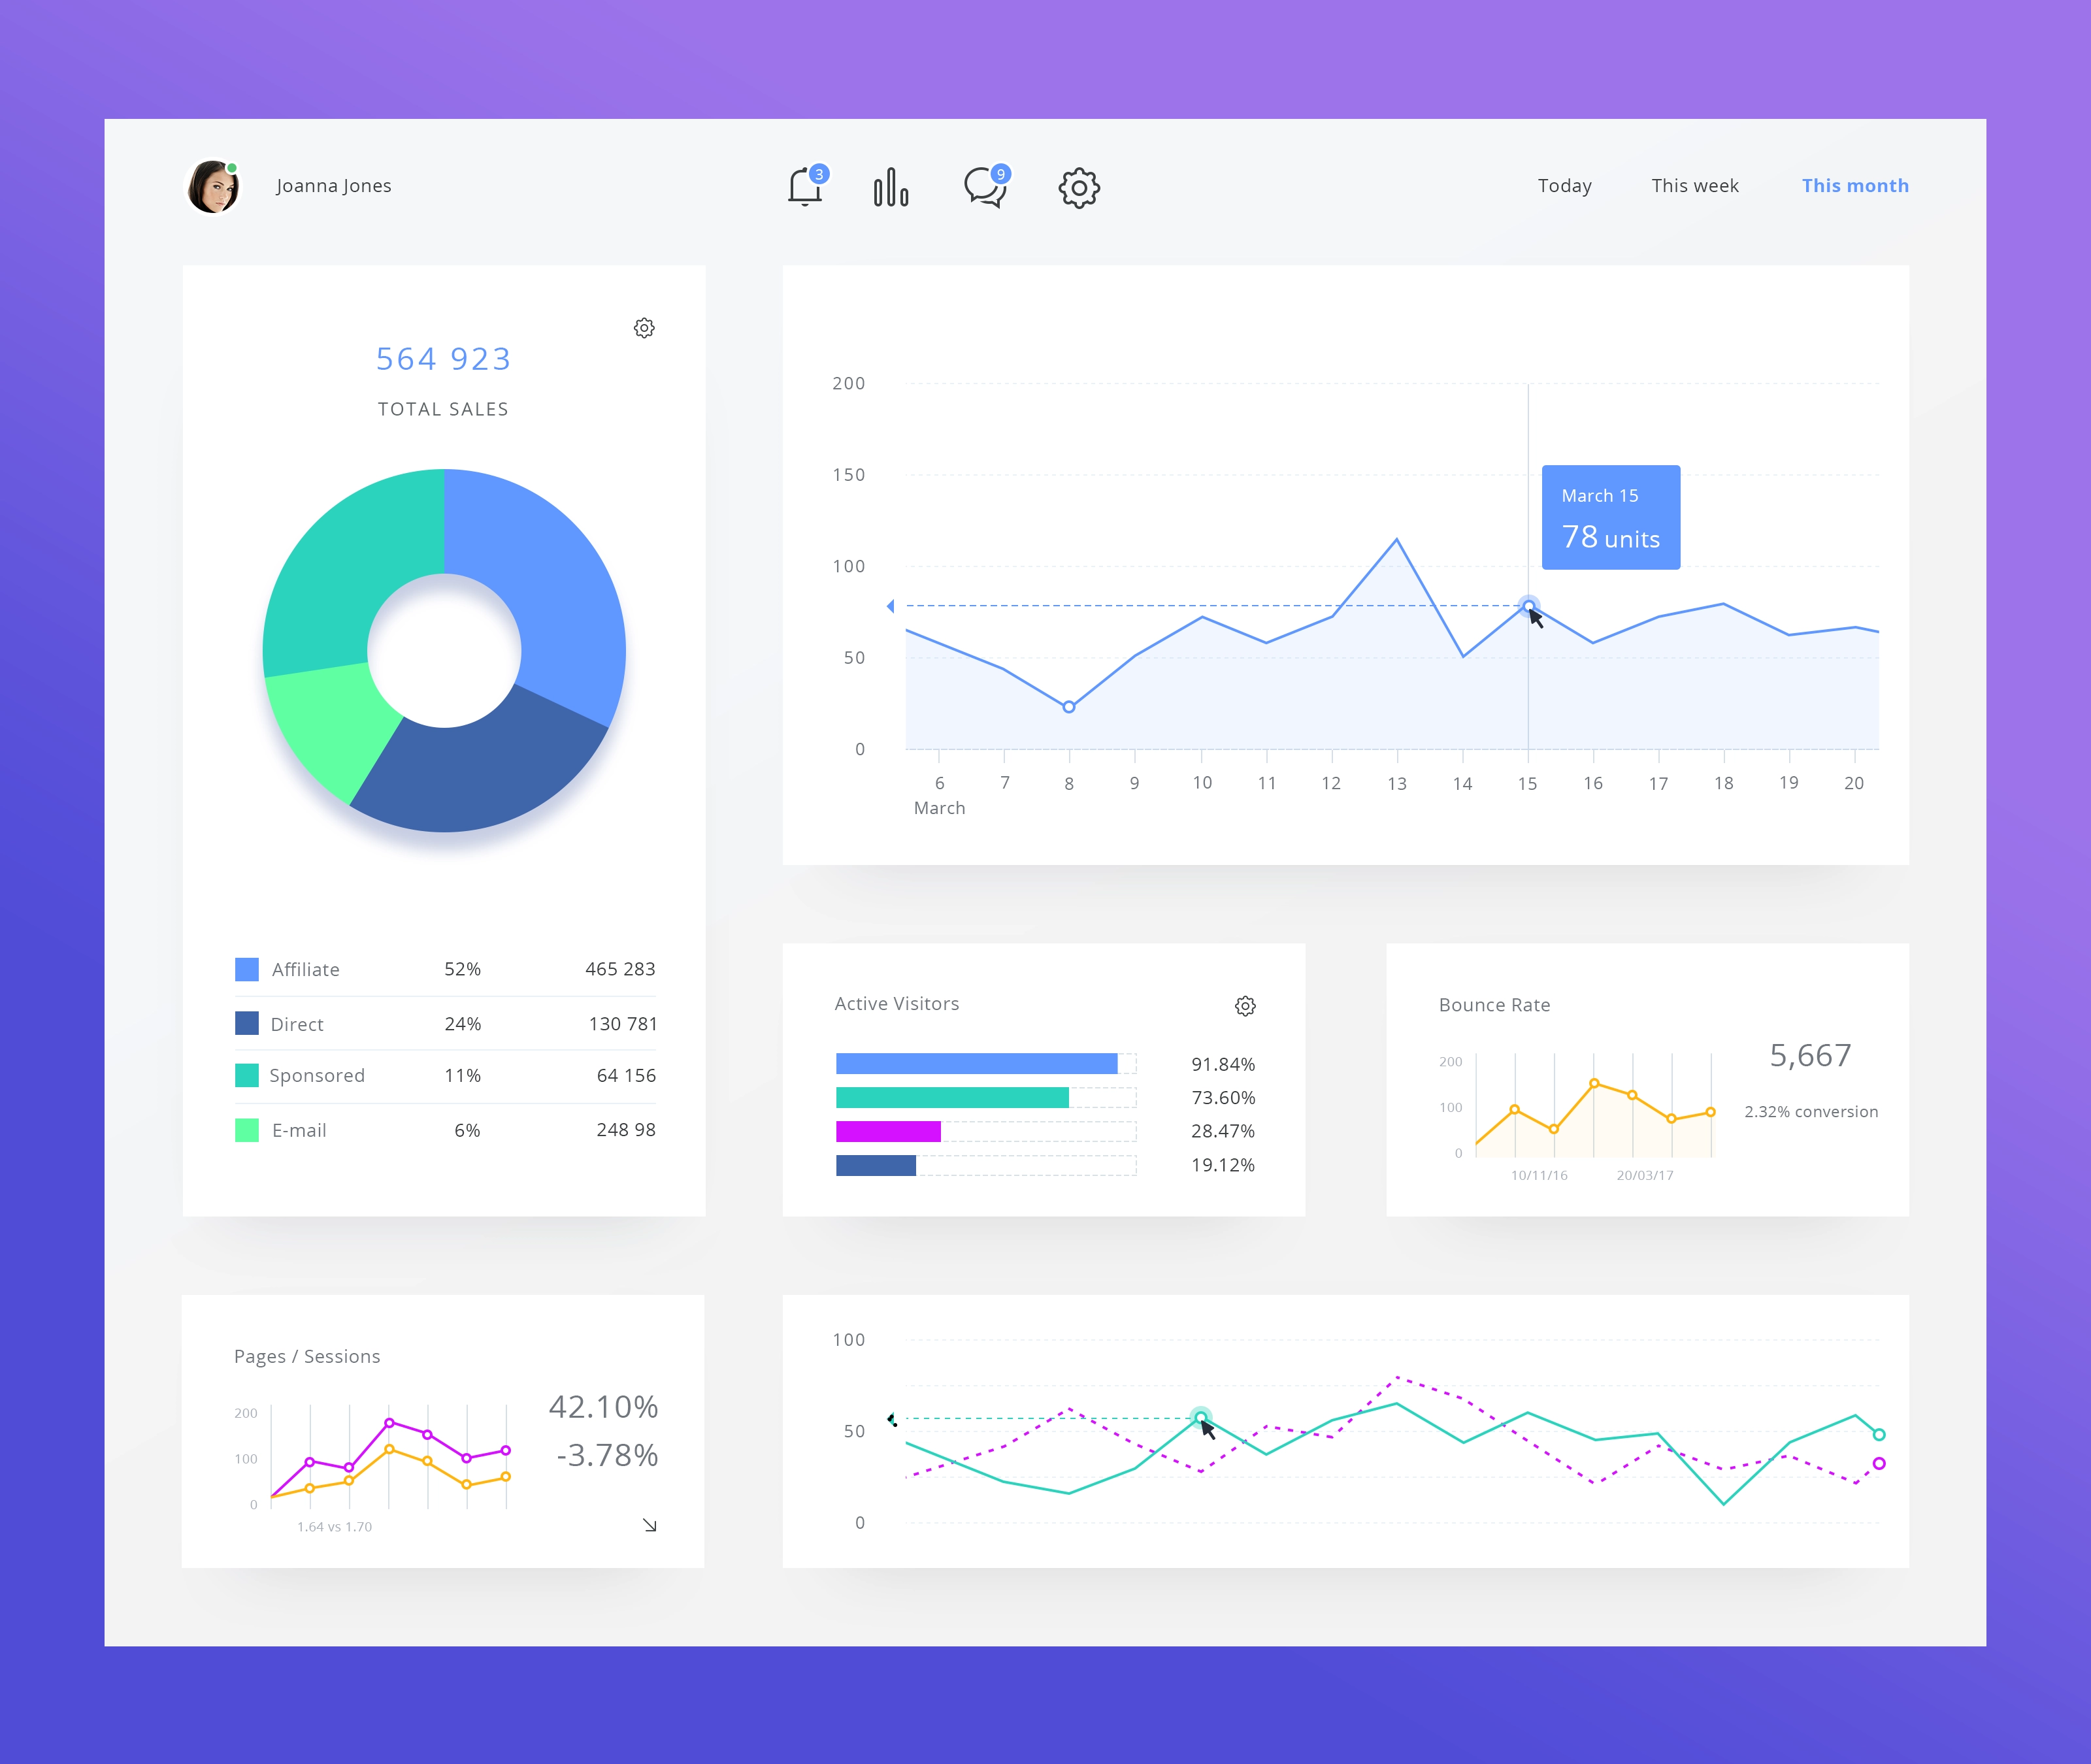 Joanna Jones
3
9
Today
This week
This month
564 923
TOTAL SALES
Affiliate 52% 465 283
Direct 24% 130 781
Sponsored 11% 64 156
E-mail 6% 248 98
200
150
100
50
0
March 15
78 units
6 7 8 9 10 11 12 13 14 15 16 17 18 19 20
March
Active Visitors
91.84%
73.60%
28.47%
19.12%
Bounce Rate
200
100
0
10/11/16 20/03/17
5,667
2.32% conversion
Pages / Sessions
200
100
0
1.64 vs 1.70
42.10%
-3.78%
100
50
0